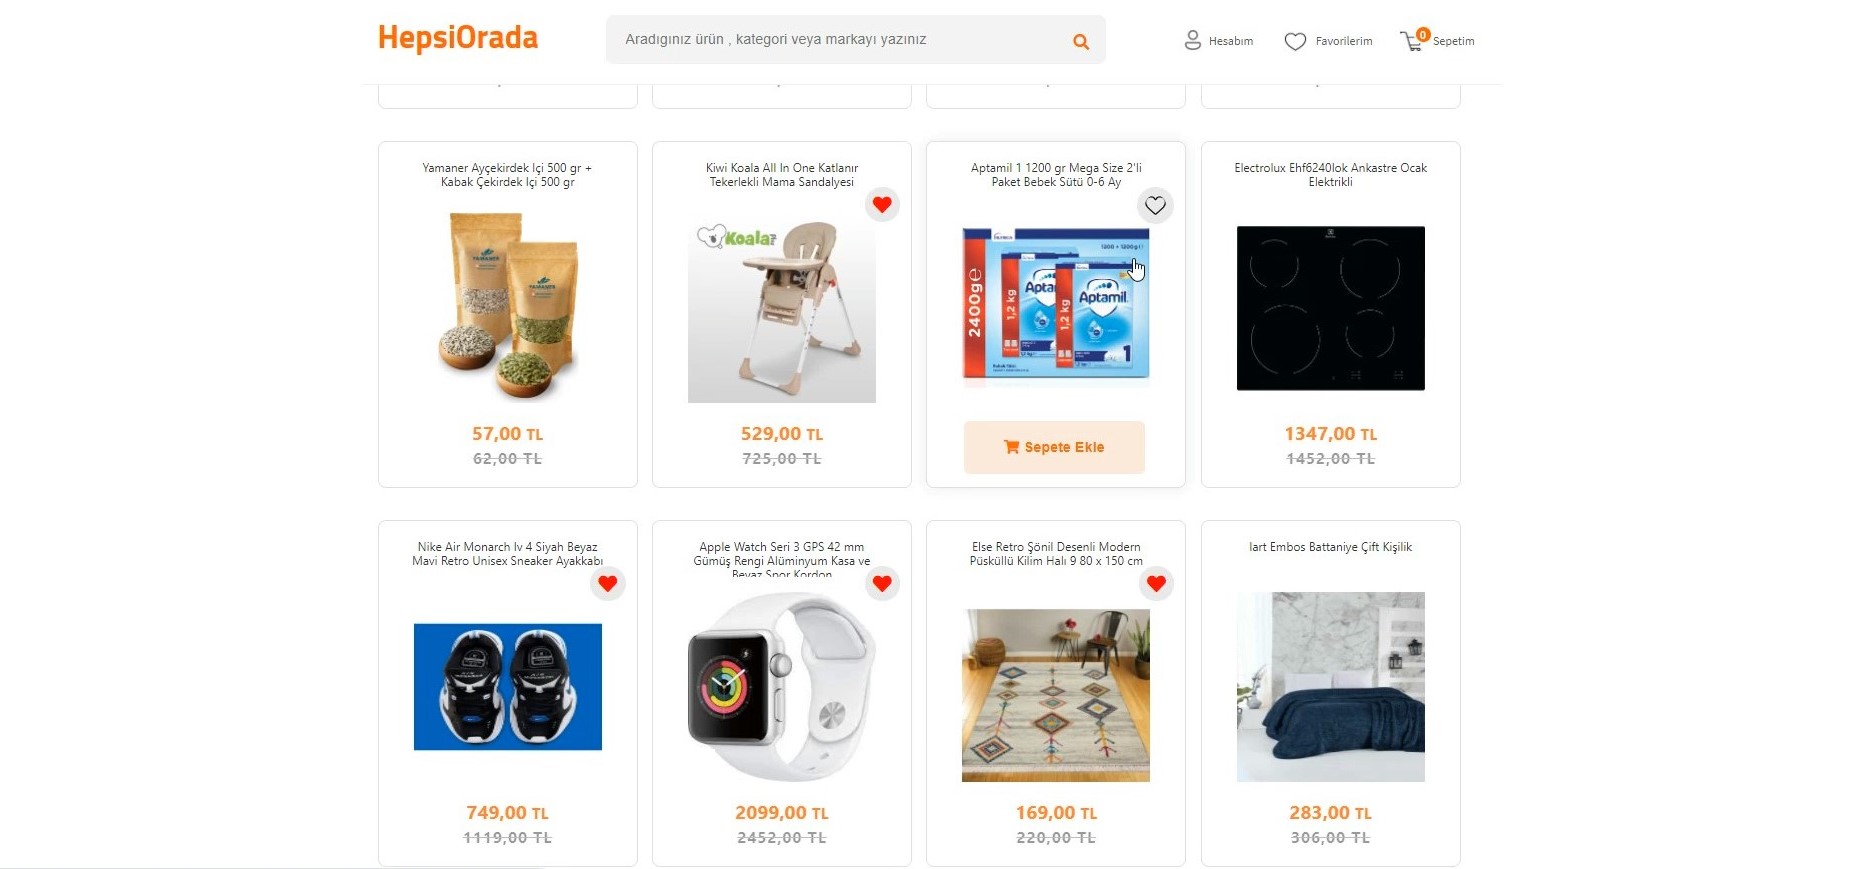 HepsiOrada
Aradığınız ürün , kategori veya markayı yazınız
Hesabım
Favorilerim
0
Sepetim
Yamaner Ayçekirdek Içi 500 gr +
Kabak Çekirdek Içi 500 gr
YAMANER
57,00 TL
62,00 TL
Kiwi Koala All In One Katlanır
Tekerlekli Mama Sandalyesi
Koala
529,00 TL
725,00 TL
Aptamil 1 1200 gr Mega Size 2'li
Paket Bebek Sütü 0-6 Ay
1200 + 1200g
2400g
1,2 kg
Apta
1,2 kg
Aptamil
1
Sepete Ekle
Electrolux Ehf6240Iok Ankastre Ocak
Elektrikli
1347,00 TL
1452,00 TL
Nike Air Monarch Iv 4 Siyah Beyaz
Mavi Retro Unisex Sneaker Ayakkabı
749,00 TL
1119,00 TL
Apple Watch Seri 3 GPS 42 mm
Gümüş Rengi Alüminyum Kasa ve
Beyaz Spor Kordon
2099,00 TL
2452,00 TL
Else Retro Şönil Desenli Modern
Püsküllü Kilim Halı 9 80 x 150 cm
169,00 TL
220,00 TL
Iart Embos Battaniye Çift Kişilik
283,00 TL
306,00 TL